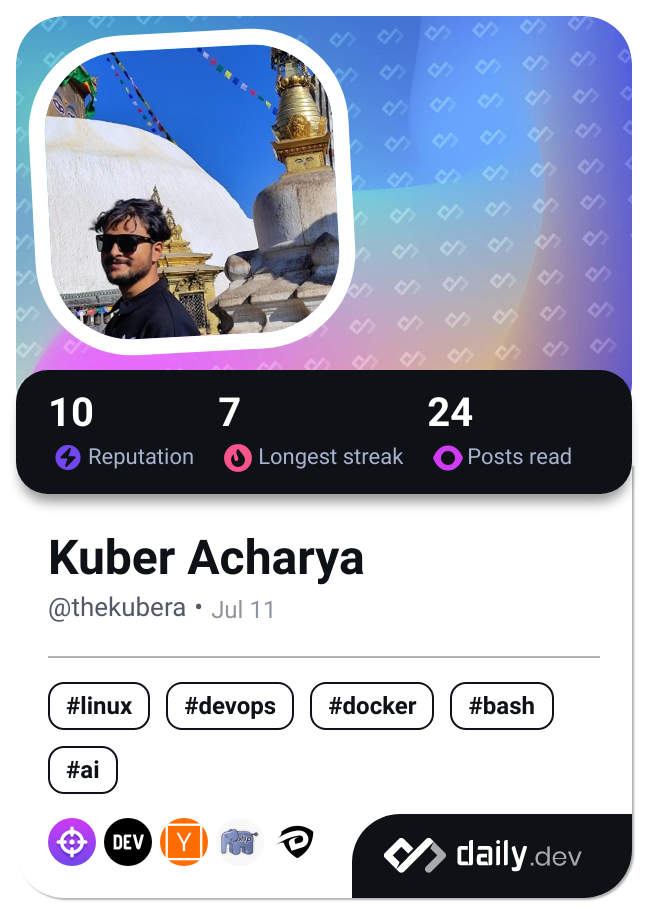 10 7 24
Reputation Longest streak Posts read
Kuber Acharya
@thekubera • Jul 11
#linux #devops #docker #bash
#ai
DEV Y php
daily.dev